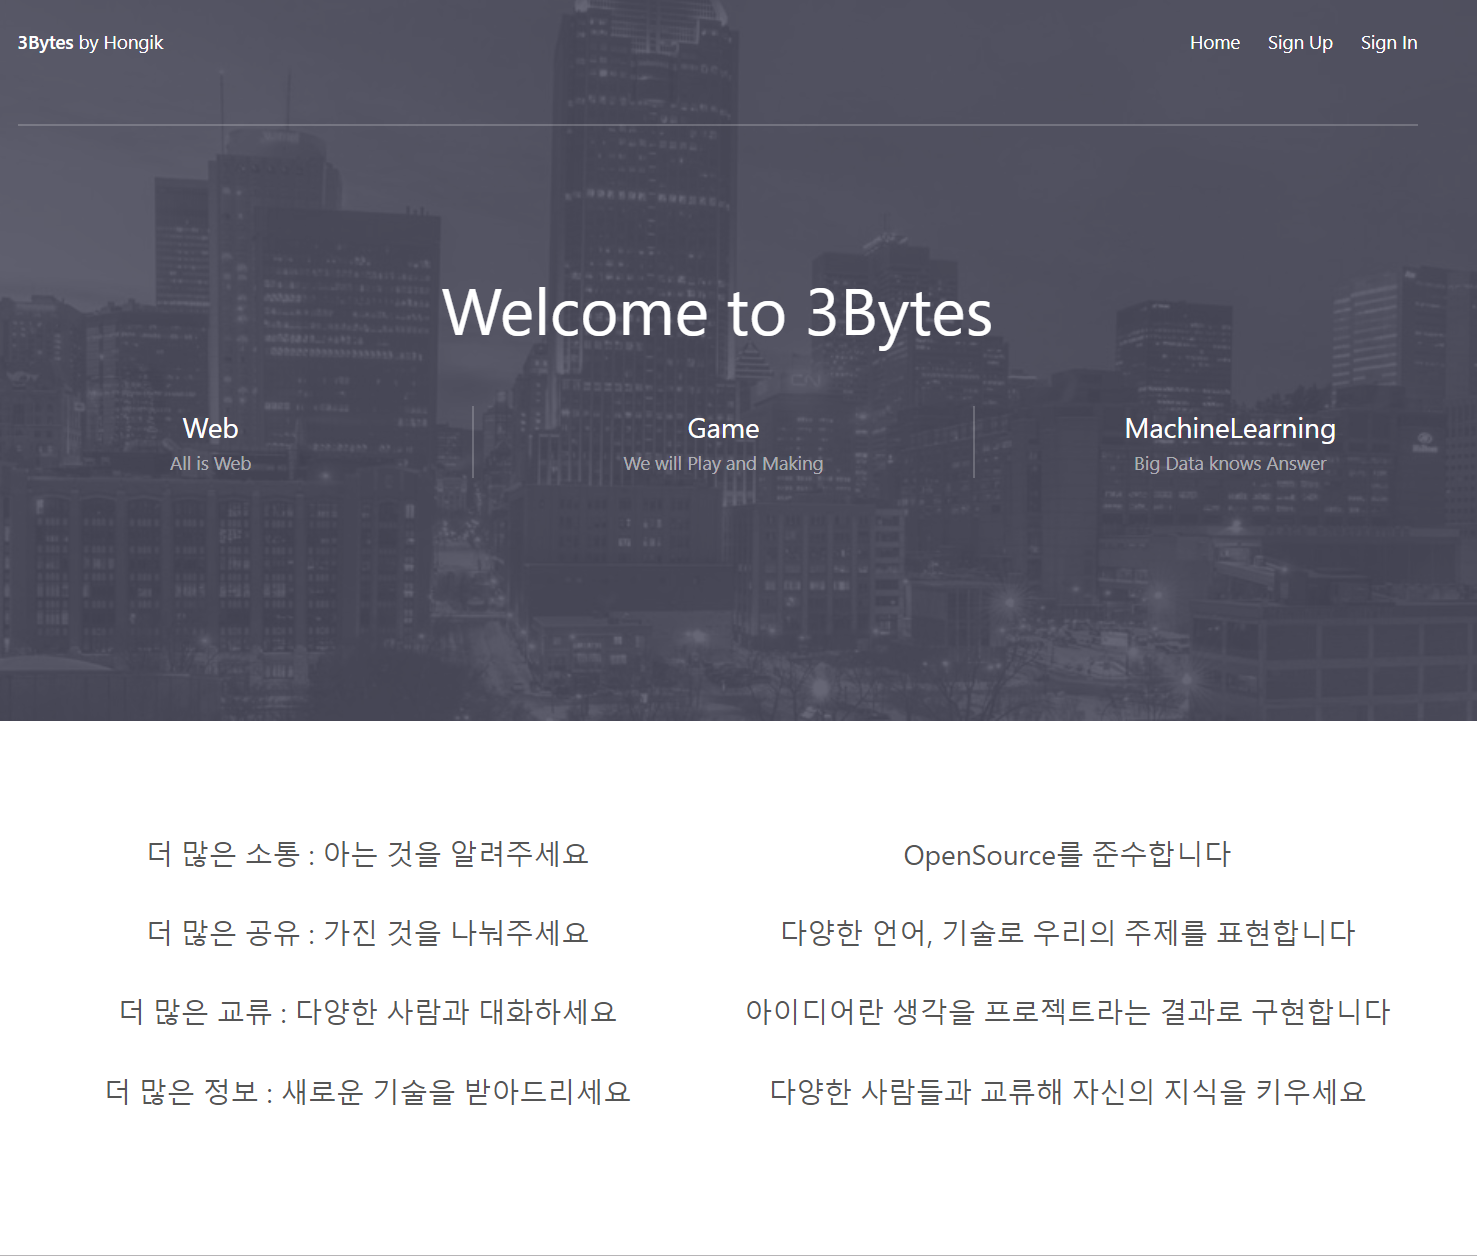 3Bytes by Hongik
Home Sign Up Sign In
Welcome to 3Bytes
Web
All is Web
Game
We will Play and Making
MachineLearning
Big Data knows Answer
더 많은 소통 : 아는 것을 알려주세요
더 많은 공유 : 가진 것을 나눠주세요
더 많은 교류 : 다양한 사람과 대화하세요
더 많은 정보 : 새로운 기술을 받아드리세요
OpenSource를 준수합니다
다양한 언어, 기술로 우리의 주제를 표현합니다
아이디어란 생각을 프로젝트라는 결과로 구현합니다
다양한 사람들과 교류해 자신의 지식을 키우세요